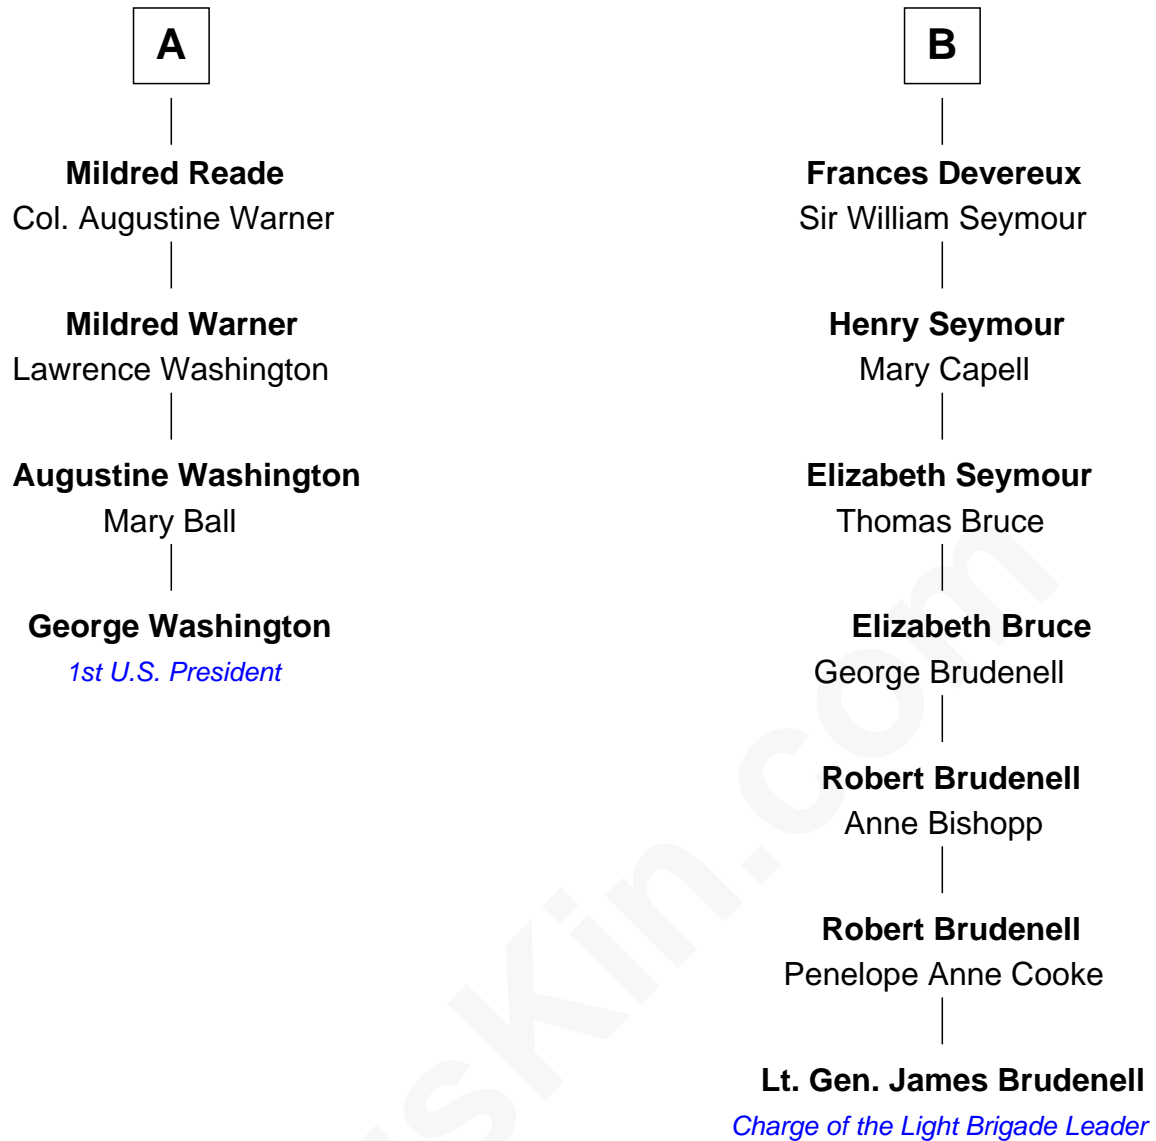 A
Mildred Reade
Col. Augustine Warner
Mildred Warner
Lawrence Washington
Augustine Washington
Mary Ball
George Washington
1st U.S. President
B
Frances Devereux
Sir William Seymour
Henry Seymour
Mary Capell
Elizabeth Seymour
Thomas Bruce
Elizabeth Bruce
George Brudenell
Robert Brudenell
Anne Bishopp
Robert Brudenell
Penelope Anne Cooke
Lt. Gen. James Brudenell
Charge of the Light Brigade Leader